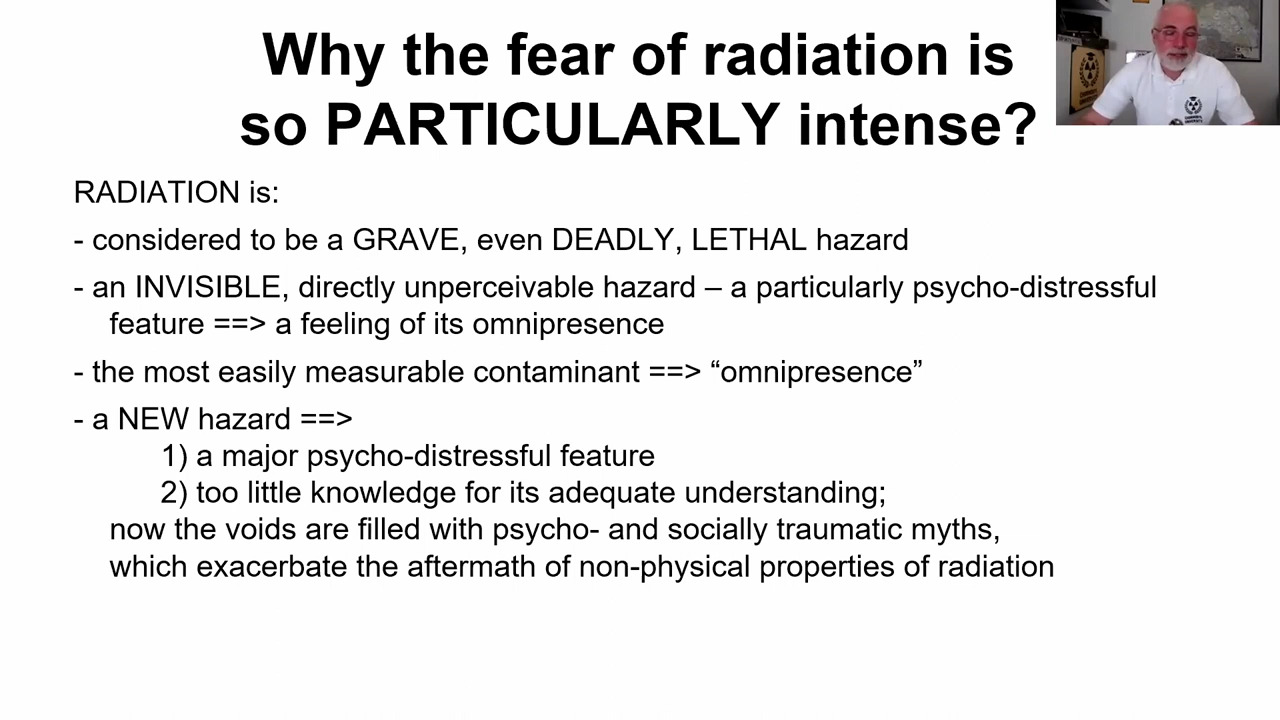 Why the fear of radiation is
so PARTICULARLY intense?
RADIATION is:
- considered to be a GRAVE, even DEADLY, LETHAL hazard
- an INVISIBLE, directly unperceivable hazard – a particularly psycho-distressful
feature ==> a feeling of its omnipresence
- the most easily measurable contaminant ==> “omnipresence”
- a NEW hazard ==>
1) a major psycho-distressful feature
2) too little knowledge for its adequate understanding;
now the voids are filled with psycho- and socially traumatic myths,
which exacerbate the aftermath of non-physical properties of radiation